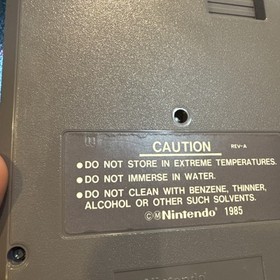 CAUTION REV-A
•DO NOT STORE IN EXTREME TEMPERATURES.
•DO NOT IMMERSE IN WATER.
•DO NOT CLEAN WITH BENZENE, THINNER,
ALCOHOL OR OTHER SUCH SOLVENTS.
©ⓂNintendo 1985